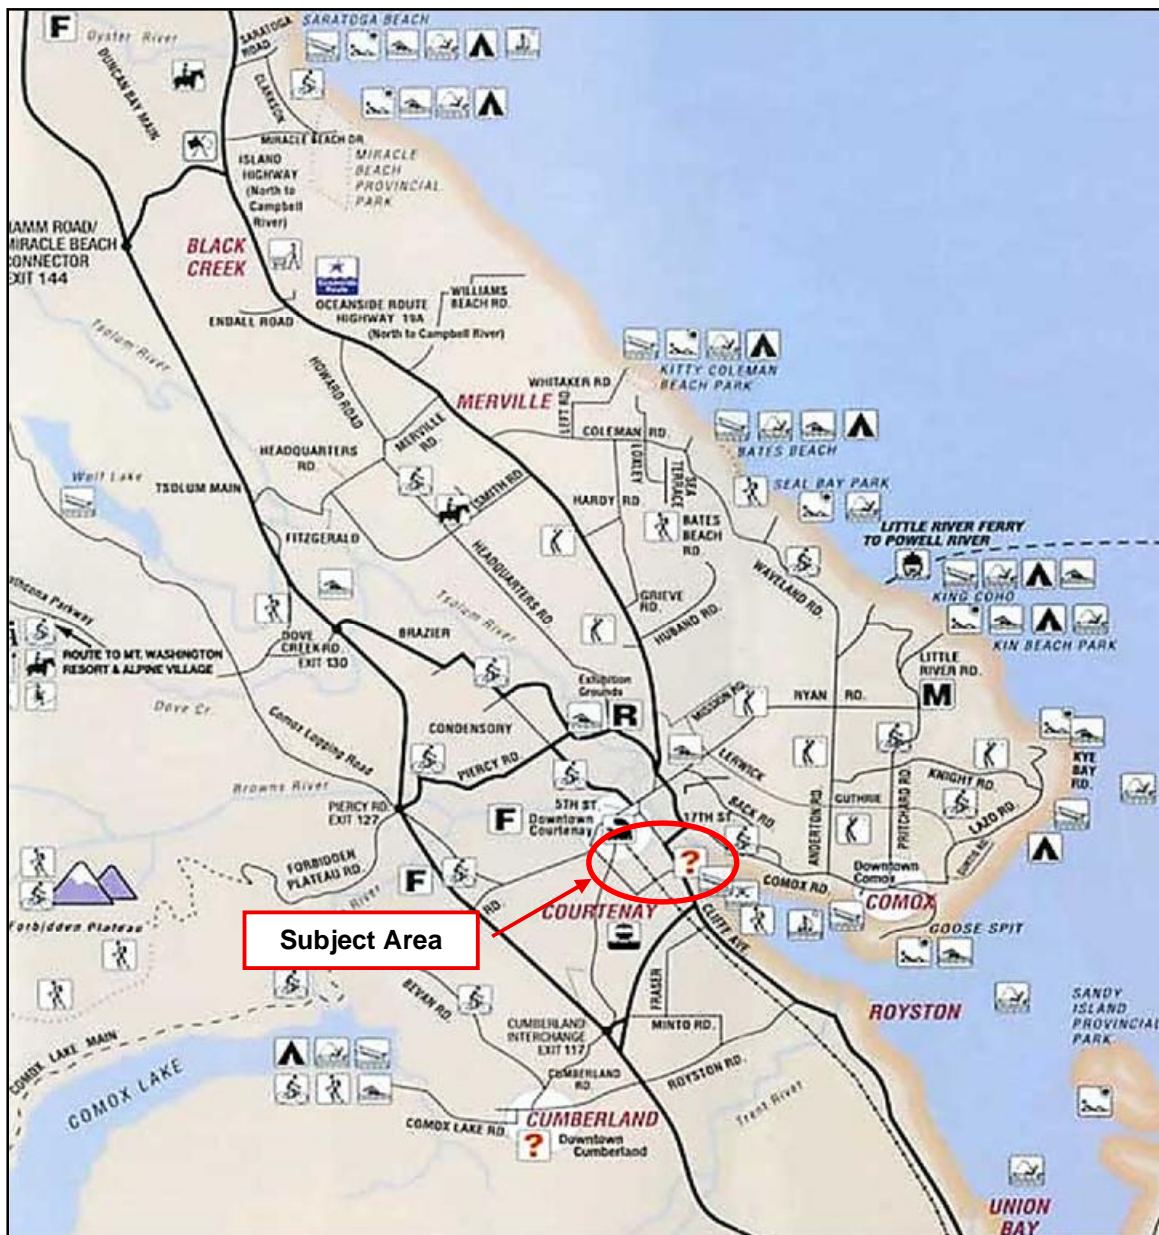 F
Oyster River
SARATOGA BEACH
SARATOGA
ROAD
DUNCAN BAY MAIN
CLARKSON
MIRACLE BEACH DR.
MIRACLE
BEACH
PROVINCIAL
PARK
ISLAND
HIGHWAY
(North to
Campbell
River)
HAMM ROAD/
MIRACLE BEACH
CONNECTOR
EXIT 144
BLACK
CREEK
Oceanside
Route
OCEANSIDE ROUTE
HIGHWAY 19A
(North to Campbell River)
WILLIAMS
BEACH RD.
ENDALL ROAD
Tsolum River
HOWARD ROAD
MERVILLE
MERVILLE
RD.
WHITAKER RD.
KITTY COLEMAN
BEACH PARK
LEFT RD
COLEMAN RD.
LOXLEY
SEA
TERRACE
BATES BEACH
HEADQUARTERS
RD.
Wolf Lake
TSOLUM MAIN
SMITH RD
HARDY RD
SEAL BAY PARK
BATES
BEACH
RD.
LITTLE RIVER FERRY
TO POWELL RIVER
FITZGERALD
HEADQUARTERS RD.
WAVELAND RD.
KING COHO
KIN BEACH PARK
GRIEVE
RD.
HUBAND RD
Tsolum River
BRAZIER
DOVE
CREEK RD.
EXIT 130
ROUTE TO MT. WASHINGTON
RESORT & ALPINE VILLAGE
Dove Cr.
Comox Logging Road
Exhibition
Grounds
R
MISSION RD.
RYAN RD.
LITTLE
RIVER RD.
M
CONDENSORY
PIERCY RD.
LERWICK
KYE
BAY
RD.
Browns River
PIERCY RD.
EXIT 127
F
5TH ST.
Downtown
Courtenay
17TH ST.
BACK RD.
ANDERTON RD.
GUTHRIE
PRITCHARD RD
KNIGHT RD.
LAZO RD.
FORBIDDEN
PLATEAU RD.
F
?
COMOX RD.
Downtown
Comox
COMOX
Forbidden Plateau
River
RD.
Subject Area
COURTENAY
CLIFFE AVE.
GOOSE SPIT
BEVAN RD.
FRASER
ROYSTON
SANDY
ISLAND
PROVINCIAL
PARK
CUMBERLAND
INTERCHANGE
EXIT 117
MINTO RD.
COMOX LAKE MAIN
COMOX LAKE
CUMBERLAND
RD.
ROYSTON RD.
Trent River
COMOX LAKE RD.
CUMBERLAND
?
Downtown
Cumberland
UNION
BAY